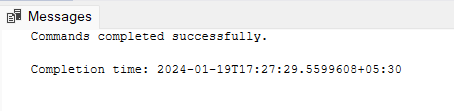 Messages
Commands completed successfully.
Completion time: 2024-01-19T17:27:29.5599608+05:30